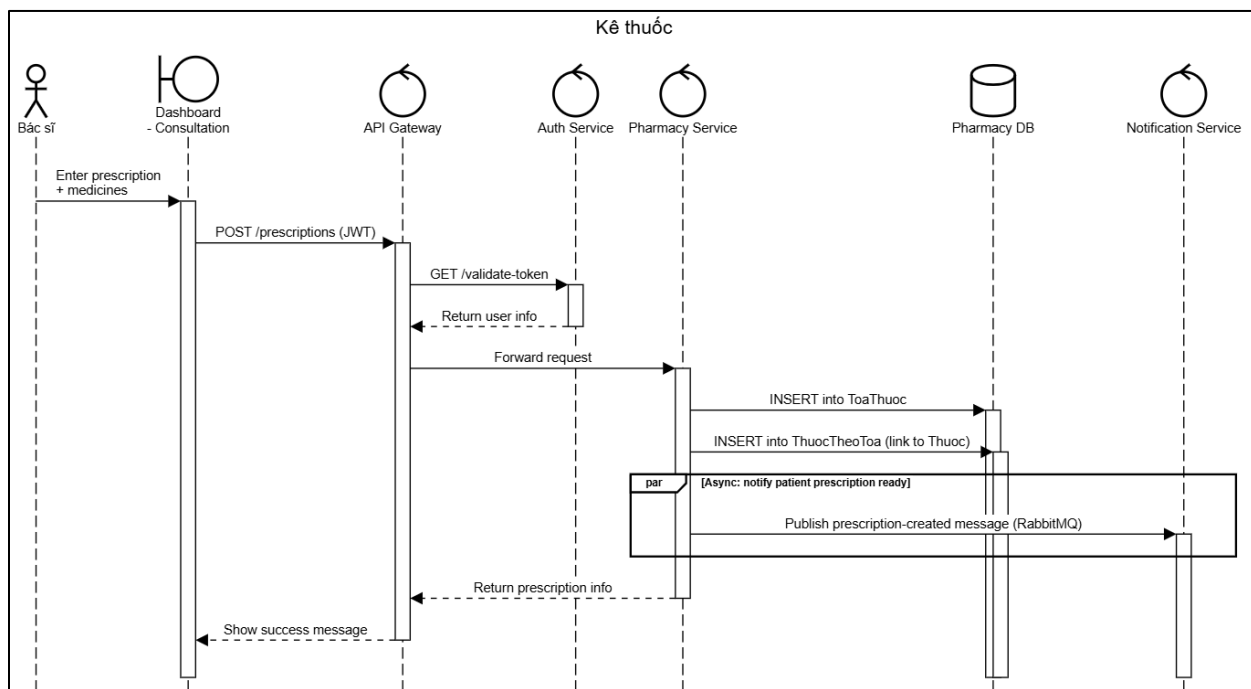 Kê thuốc
Bác sĩ
Dashboard
- Consultation
API Gateway
Auth Service
Pharmacy Service
Pharmacy DB
Notification Service
Enter prescription
+ medicines
POST /prescriptions (JWT)
GET /validate-token
Return user info
Forward request
INSERT into ToaThuoc
INSERT into ThuocTheoToa (link to Thuoc)
par
[Async: notify patient prescription ready]
Publish prescription-created message (RabbitMQ)
Return prescription info
Show success message